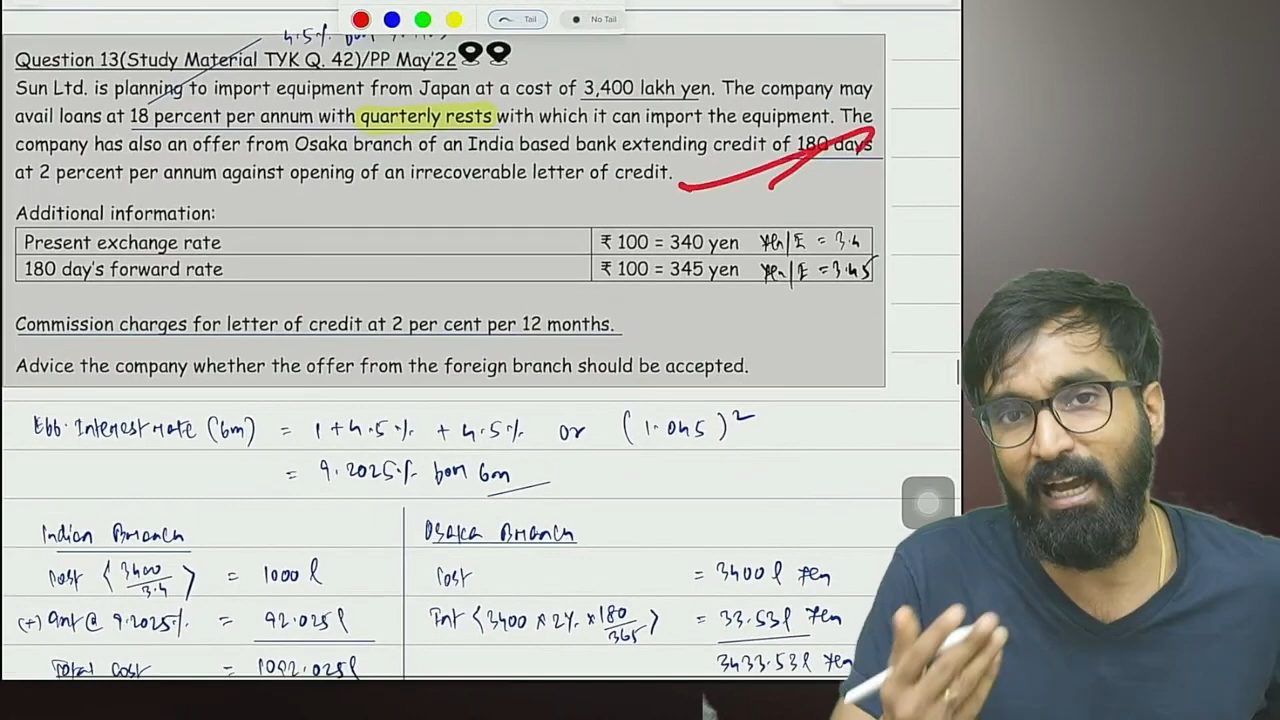 Tail
No Tail
4.5% for
Question 13(Study Material TYK Q. 42)/PP May'22
Sun Ltd. is planning to import equipment from Japan at a cost of 3,400 lakh yen. The company may
avail loans at 18 percent per annum with quarterly rests with which it can import the equipment. The
company has also an offer from Osaka branch of an India based bank extending credit of 180 days
at 2 percent per annum against opening of an irrecoverable letter of credit.
Additional information:
Present exchange rate ₹ 100 = 340 yen Yen/₹ = 3.4
180 day's forward rate ₹ 100 = 345 yen Yen/₹ = 3.45
Commission charges for letter of credit at 2 per cent per 12 months.
Advice the company whether the offer from the foreign branch should be accepted.
Eff. Interest rate (6m) = 1 + 4.5% + 4.5% or (1.045)²
= 9.2025% for 6m
Indian Branch
Osaka Branch
Cost (3400/3.4) = 1000 l
Cost = 3400 l Yen
(+) Int @ 9.2025% = 92.025 l
Int (3400 × 2% × 180/365) = 33.53 l Yen
Total Cost = 1092.025 l
3433.53 l Yen